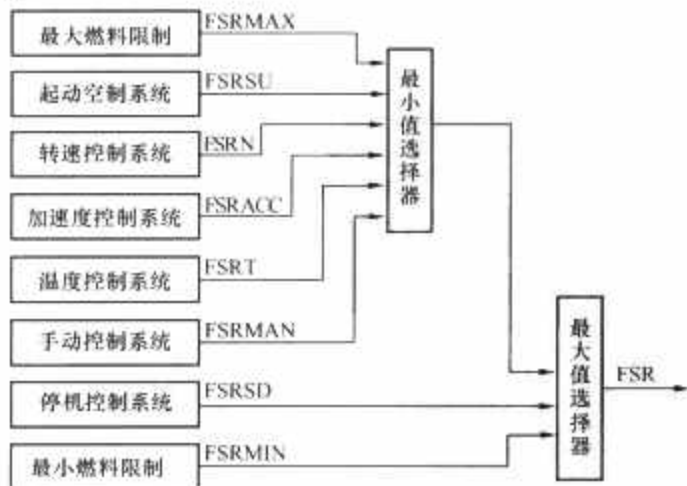 最大燃料限制
FSRMAX
起动空制系统
FSRSU
转速控制系统
FSRN
加速度控制系统
FSRACC
温度控制系统
FSRT
手动控制系统
FSRMAN
停机控制系统
FSRSD
最小燃料限制
FSRMIN
最小值选择器
最大值选择器
FSR